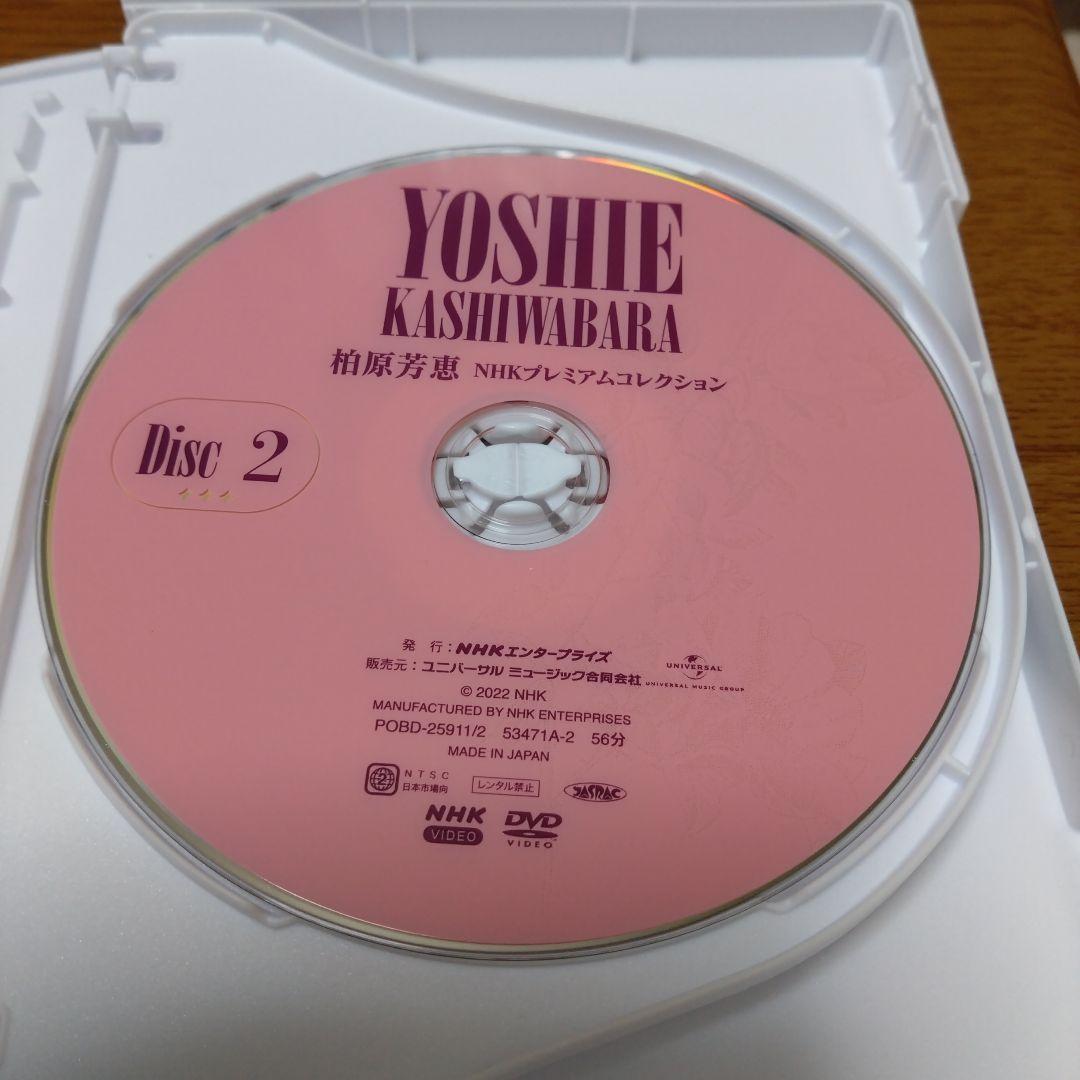 YOSHIE
KASHIWABARA
柏原芳恵 NHKプレミアムコレクション
Disc 2
発 行：NHKエンタープライズ
販売元：ユニバーサル ミュージック合同会社
UNIVERSAL
UNIVERSAL MUSIC GROUP
© 2022 NHK
MANUFACTURED BY NHK ENTERPRISES
POBD-25911/2 53471A-2 56分
MADE IN JAPAN
2 NTSC
日本市場向
レンタル禁止
JASRAC
NHK
VIDEO
DVD
VIDEO